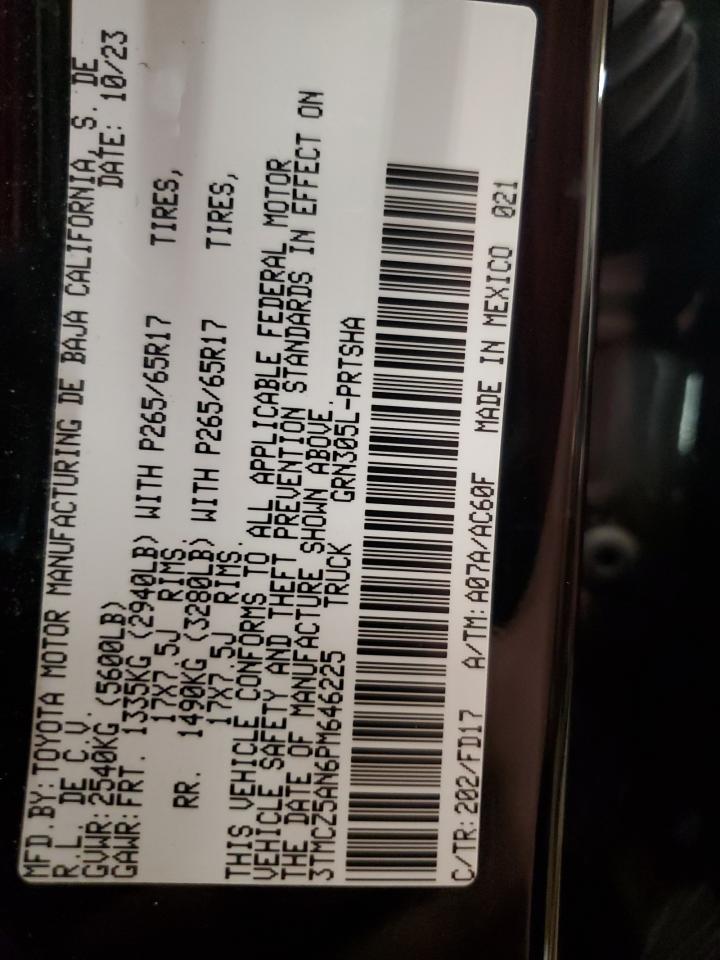 MFD.BY:TOYOTA MOTOR MANUFACTURING DE BAJA CALIFORNIA, S. DE
R.L. DE C.V. DATE: 10/23
GVWR:2540KG (5600LB)
GAWR:FRT. 1335KG (2940LB) WITH P265/65R17 TIRES,
17X7.5J RIMS.
RR. 1490KG (3280LB) WITH P265/65R17 TIRES,
17X7.5J RIMS.
THIS VEHICLE CONFORMS TO ALL APPLICABLE FEDERAL MOTOR
VEHICLE SAFETY AND THEFT PREVENTION STANDARDS IN EFFECT ON
THE DATE OF MANUFACTURE SHOWN ABOVE.
3TMCZ5AN6PM646225 TRUCK GRN305L-PRTSHA
C/TR:202/FD17 A/TM:A07A/AC60F MADE IN MEXICO 021